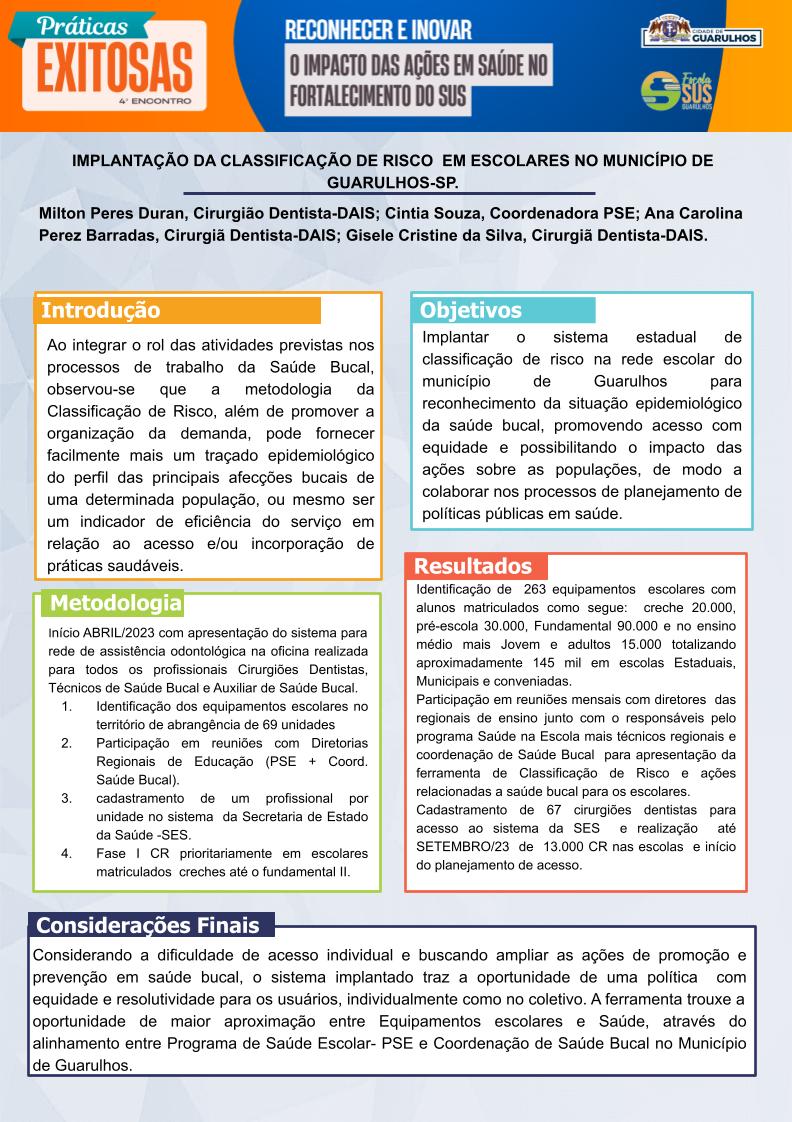 Práticas
EXITOSAS
4º ENCONTRO
RECONHECER E INOVAR
O IMPACTO DAS AÇÕES EM SAÚDE NO
FORTALECIMENTO DO SUS
CIDADE DE
GUARULHOS
Escola
SUS
GUARULHOS
IMPLANTAÇÃO DA CLASSIFICAÇÃO DE RISCO EM ESCOLARES NO MUNICÍPIO DE
GUARULHOS-SP.
Milton Peres Duran, Cirurgião Dentista-DAIS; Cintia Souza, Coordenadora PSE; Ana Carolina
Perez Barradas, Cirurgiã Dentista-DAIS; Gisele Cristine da Silva, Cirurgiã Dentista-DAIS.
Introdução
Ao integrar o rol das atividades previstas nos
processos de trabalho da Saúde Bucal,
observou-se que a metodologia da
Classificação de Risco, além de promover a
organização da demanda, pode fornecer
facilmente mais um traçado epidemiológico
do perfil das principais afecções bucais de
uma determinada população, ou mesmo ser
um indicador de eficiência do serviço em
relação ao acesso e/ou incorporação de
práticas saudáveis.
Metodologia
Início ABRIL/2023 com apresentação do sistema para
rede de assistência odontológica na oficina realizada
para todos os profissionais Cirurgiões Dentistas,
Técnicos de Saúde Bucal e Auxiliar de Saúde Bucal.
1. Identificação dos equipamentos escolares no
território de abrangência de 69 unidades
2. Participação em reuniões com Diretorias
Regionais de Educação (PSE + Coord.
Saúde Bucal).
3. cadastramento de um profissional por
unidade no sistema da Secretaria de Estado
da Saúde -SES.
4. Fase I CR prioritariamente em escolares
matriculados creches até o fundamental II.
Objetivos
Implantar o sistema estadual de
classificação de risco na rede escolar do
município de Guarulhos para
reconhecimento da situação epidemiológico
da saúde bucal, promovendo acesso com
equidade e possibilitando o impacto das
ações sobre as populações, de modo a
colaborar nos processos de planejamento de
políticas públicas em saúde.
Resultados
Identificação de 263 equipamentos escolares com
alunos matriculados como segue: creche 20.000,
pré-escola 30.000, Fundamental 90.000 e no ensino
médio mais Jovem e adultos 15.000 totalizando
aproximadamente 145 mil em escolas Estaduais,
Municipais e conveniadas.
Participação em reuniões mensais com diretores das
regionais de ensino junto com o responsáveis pelo
programa Saúde na Escola mais técnicos regionais e
coordenação de Saúde Bucal para apresentação da
ferramenta de Classificação de Risco e ações
relacionadas a saúde bucal para os escolares.
Cadastramento de 67 cirurgiões dentistas para
acesso ao sistema da SES e realização até
SETEMBRO/23 de 13.000 CR nas escolas e início
do planejamento de acesso.
Considerações Finais
Considerando a dificuldade de acesso individual e buscando ampliar as ações de promoção e
prevenção em saúde bucal, o sistema implantado traz a oportunidade de uma política com
equidade e resolutividade para os usuários, individualmente como no coletivo. A ferramenta trouxe a
oportunidade de maior aproximação entre Equipamentos escolares e Saúde, através do
alinhamento entre Programa de Saúde Escolar- PSE e Coordenação de Saúde Bucal no Município
de Guarulhos.